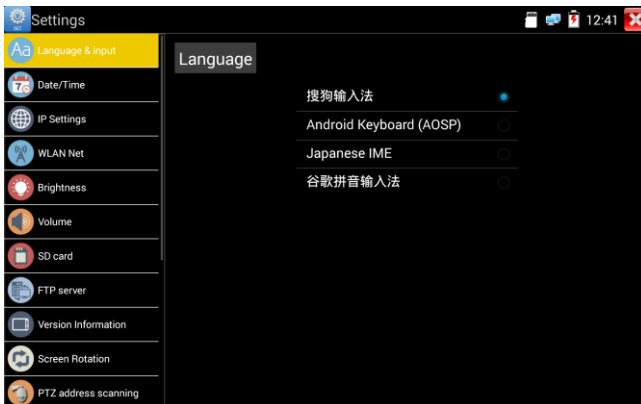 Settings
12:41
Language & input
Date/Time
IP Settings
WLAN Net
Brightness
Volume
SD card
FTP server
Version Information
Screen Rotation
PTZ address scanning
Language
搜狗输入法
Android Keyboard (AOSP)
Japanese IME
谷歌拼音输入法